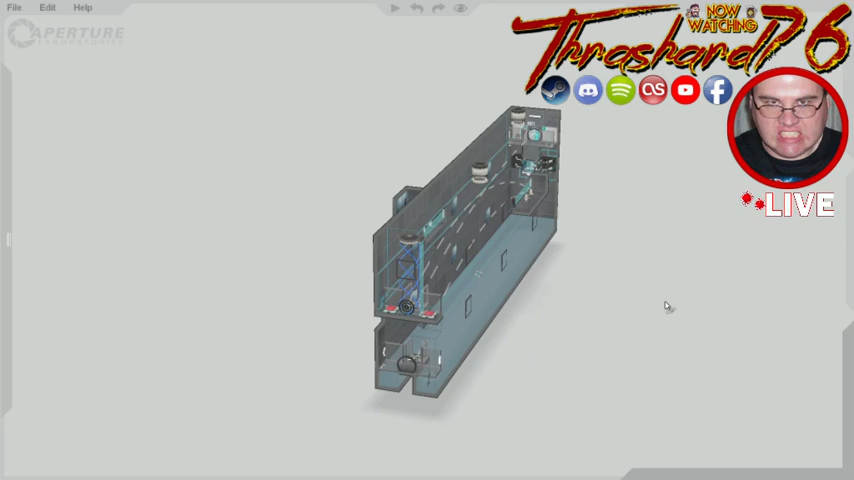 File Edit Help
APERTURE
LABORATORIES
NOW
WATCHING
Thrashard76
LIVE